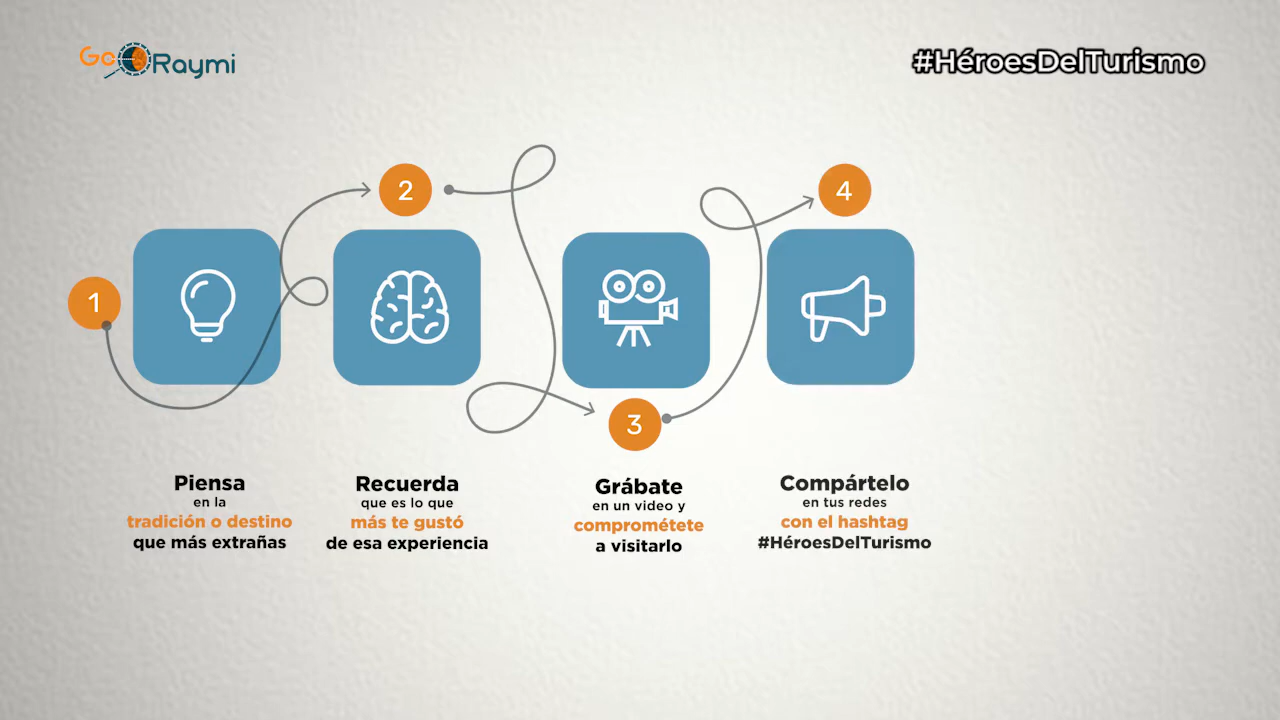 Go Raymi
#HéroesDelTurismo
1
Piensa
en la
tradición o destino
que más extrañas
2
Recuerda
que es lo que
más te gustó
de esa experiencia
3
Grábate
en un video y
comprométete
a visitarlo
4
Compártelo
en tus redes
con el hashtag
#HéroesDelTurismo